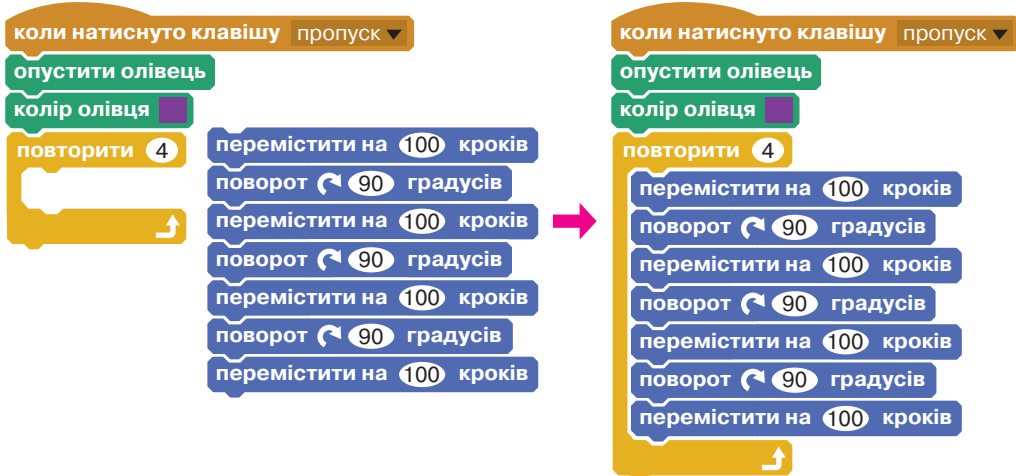 коли натиснуто клавішу пропуск
опустити олівець
колір олівця
повторити 4
перемістити на 100 кроків
поворот 90 градусів
перемістити на 100 кроків
поворот 90 градусів
перемістити на 100 кроків
поворот 90 градусів
перемістити на 100 кроків
коли натиснуто клавішу пропуск
опустити олівець
колір олівця
повторити 4
перемістити на 100 кроків
поворот 90 градусів
перемістити на 100 кроків
поворот 90 градусів
перемістити на 100 кроків
поворот 90 градусів
перемістити на 100 кроків